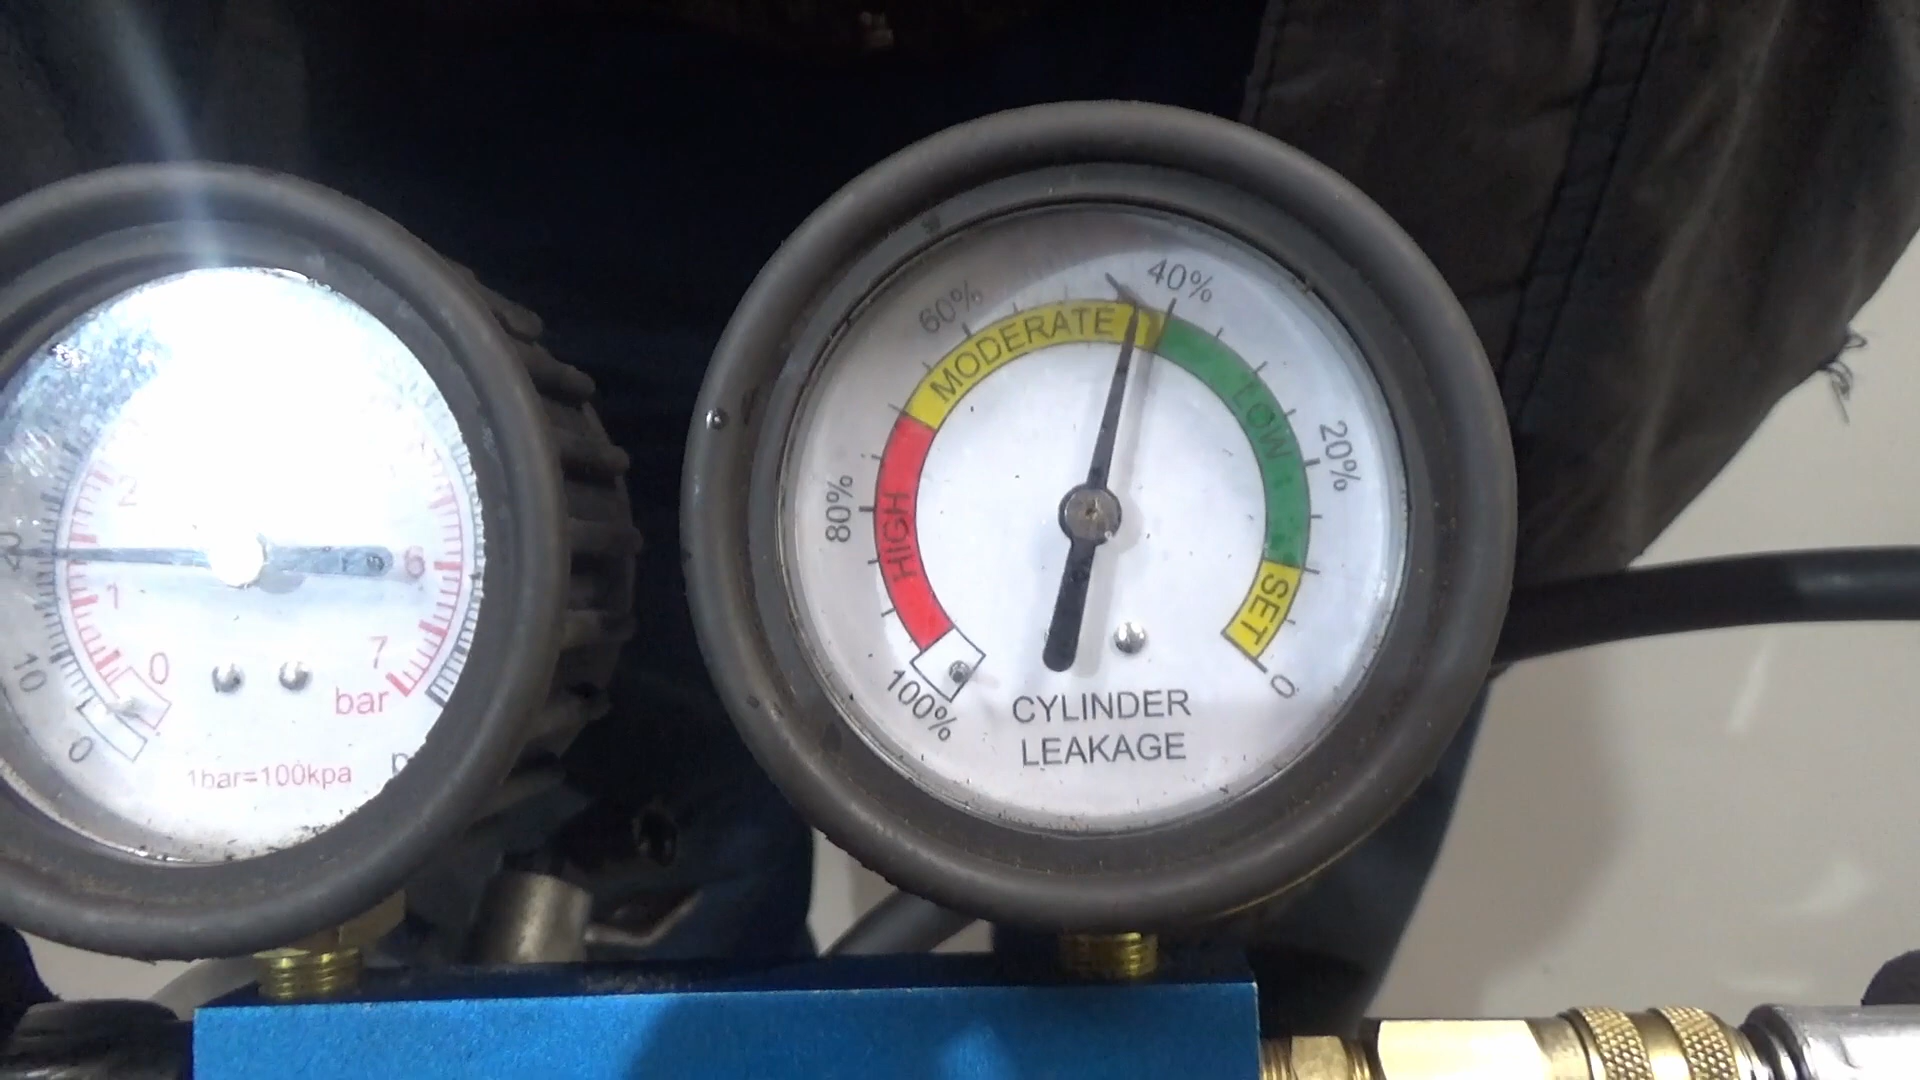 2
1
0
6
7
bar
10
0
1bar=100kpa
100%
80%
60%
40%
20%
0
HIGH
MODERATE
LOW
SET
CYLINDER
LEAKAGE